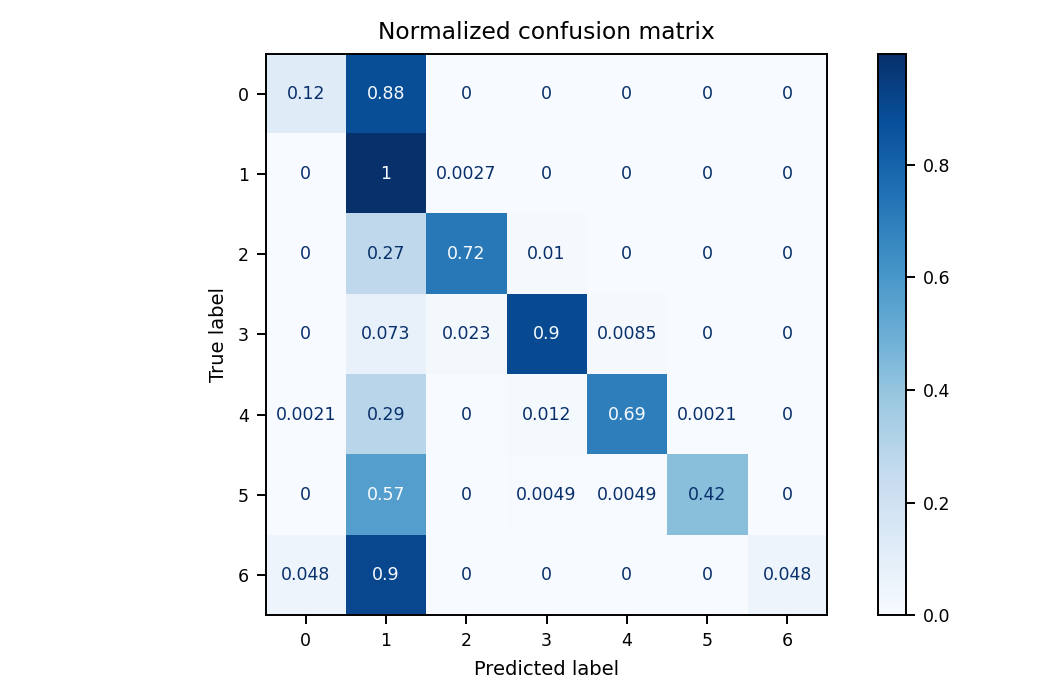 Normalized confusion matrix
True label
0 0.12 0.88 0 0 0 0 0
1 0 1 0.0027 0 0 0 0
2 0 0.27 0.72 0.01 0 0 0
3 0 0.073 0.023 0.9 0.0085 0 0
4 0.0021 0.29 0 0.012 0.69 0.0021 0
5 0 0.57 0 0.0049 0.0049 0.42 0
6 0.048 0.9 0 0 0 0 0.048
0 1 2 3 4 5 6
Predicted label
0.8
0.6
0.4
0.2
0.0